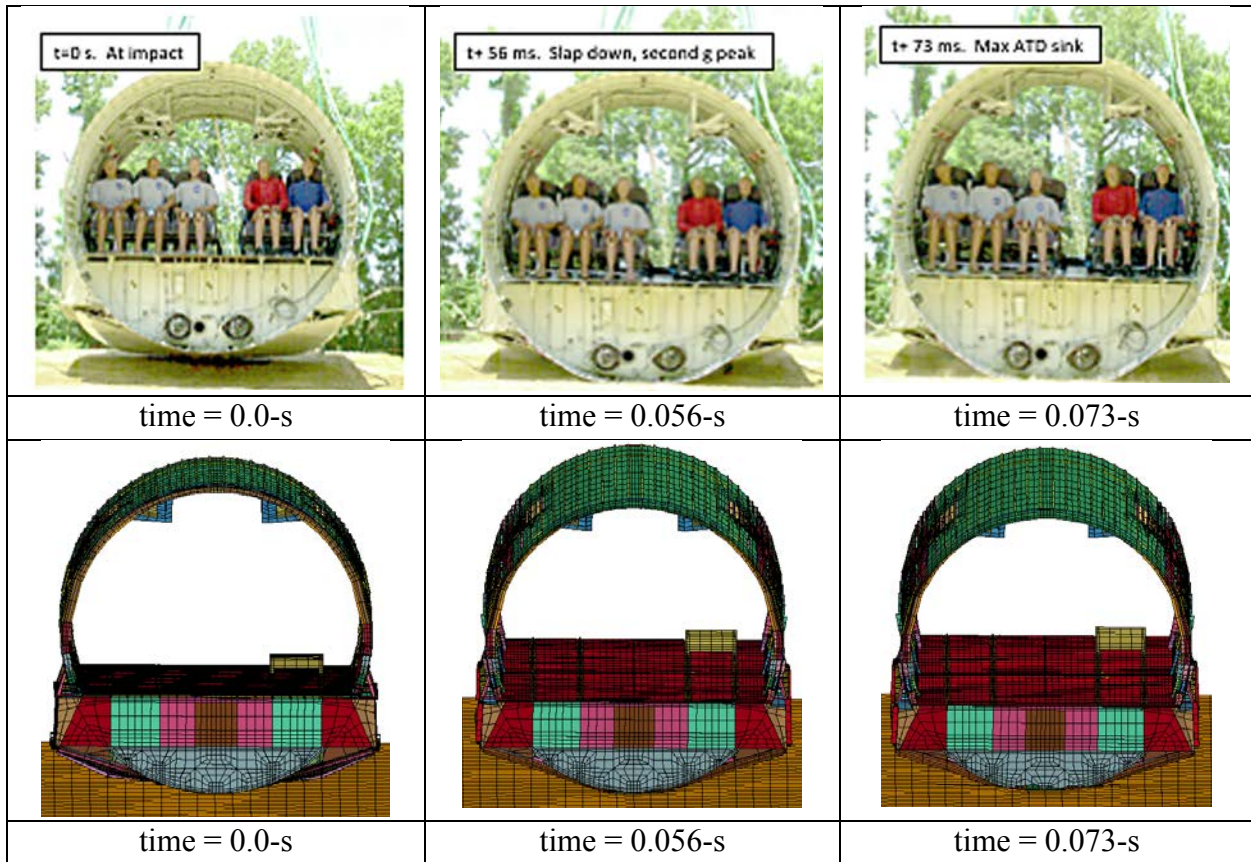 t=0 s. At impact
t+ 56 ms. Slap down, second g peak
t+ 73 ms. Max ATD sink
time = 0.0-s
time = 0.056-s
time = 0.073-s
time = 0.0-s
time = 0.056-s
time = 0.073-s